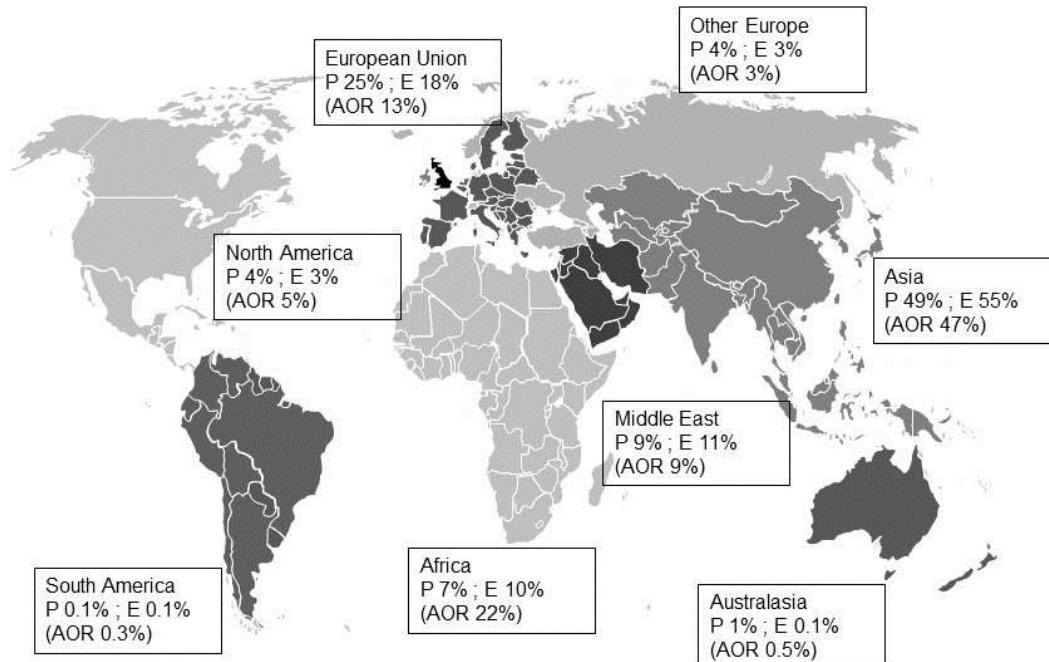 Other Europe
P 4% ; E 3%
(AOR 3%)
European Union
P 25% ; E 18%
(AOR 13%)
North America
P 4% ; E 3%
(AOR 5%)
Asia
P 49% ; E 55%
(AOR 47%)
Middle East
P 9% ; E 11%
(AOR 9%)
Africa
P 7% ; E 10%
(AOR 22%)
South America
P 0.1% ; E 0.1%
(AOR 0.3%)
Australasia
P 1% ; E 0.1%
(AOR 0.5%)